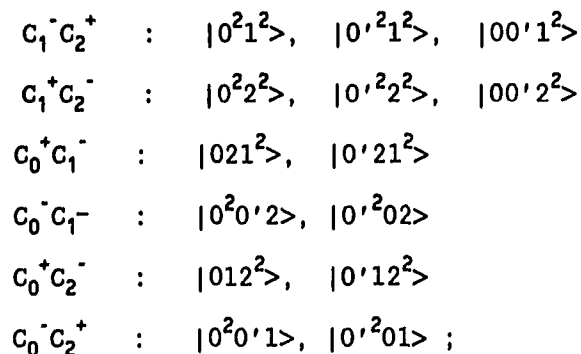 C₁⁻C₂⁺ : |0²1²>, |0'²1²>, |00'1²>
C₁⁺C₂⁻ : |0²2²>, |0'²2²>, |00'2²>
C₀⁺C₁⁻ : |021²>, |0'21²>
C₀⁻C₁− : |0²0'2>, |0'²02>
C₀⁺C₂⁻ : |012²>, |0'12²>
C₀⁻C₂⁺ : |0²0'1>, |0'²01> ;